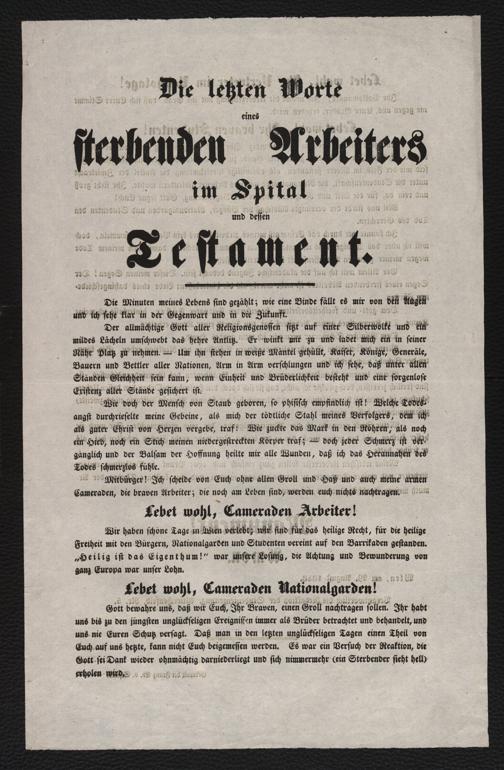 Die letzten Worte
eines
sterbenden Arbeiters
im Spital
und dessen
Testament.
Die Minuten meines Lebens sind gezählt; wie eine Binde fällt es mir von den Augen
und ich sehe klar in der Gegenwart und in die Zukunft.
Der allmächtige Gott aller Religionsgenossen sitzt auf einer Silberwolke und ein
mildes Lächeln umschwebt das hehre Antlitz. Er winkt mir zu und ladet mich ein in seiner
Nähe Platz zu nehmen. — Um ihn stehen in weiße Mäntel gehüllt, Kaiser, Könige, Generäle,
Bauern und Bettler aller Nationen, Arm in Arm verschlungen und ich sehe, daß unter allen
Ständen Gleichheit sein kann, wenn Einheit und Brüderlichkeit besteht und eine sorgenlose
Existenz aller Stände gesichert ist.
Wie doch der Mensch von Staub geboren, so phisisch empfindlich ist! Welche Todes-
angst durchrieselte meine Gebeine, als mich der tödliche Stahl meines Verfolgers, dem ich
als guter Christ von Herzen vergebe, traf! Wie zuckte das Mark in den Röhren, als noch
ein Hieb, noch ein Stich meinen niedergestreckten Körper traf; — doch jeder Schmerz ist ver-
gänglich und der Balsam der Hoffnung heilte mir alle Wunden, daß ich das Herannahen des
Todes schmerzlos fühle.
Mitbürger! Ich scheide von Euch ohne allen Groll und Haß und auch meine armen
Cameraden, die braven Arbeiter; die noch am Leben sind, werden euch nichts nachtragen.
Lebet wohl, Cameraden Arbeiter!
Wir haben schöne Tage in Wien verlebt; wir sind für das heilige Recht, für die heilige
Freiheit mit den Bürgern, Nationalgarden und Studenten vereint auf den Barrikaden gestanden.
„Heilig ist das Eigenthum!“ war unsere Losung, die Achtung und Bewunderung von
ganz Europa war unser Lohn.
Lebet wohl, Cameraden Nationalgarden!
Gott bewahre uns, daß wir Euch, Ihr Braven, einen Groll nachtragen sollen. Ihr habt
uns bis zu den jüngsten unglückseligen Ereignissen immer als Brüder betrachtet und behandelt, und
uns nie Euren Schutz versagt. Daß man in den letzten unglückseligen Tagen einen Theil von
Euch auf uns hetzte, kann nicht Euch beigemessen werden. Es war ein Versuch der Reaktion, die
Gott sei Dank wieder ohnmächtig darniederliegt und sich nimmermehr (ein Sterbender sieht hell)
erholen wird.